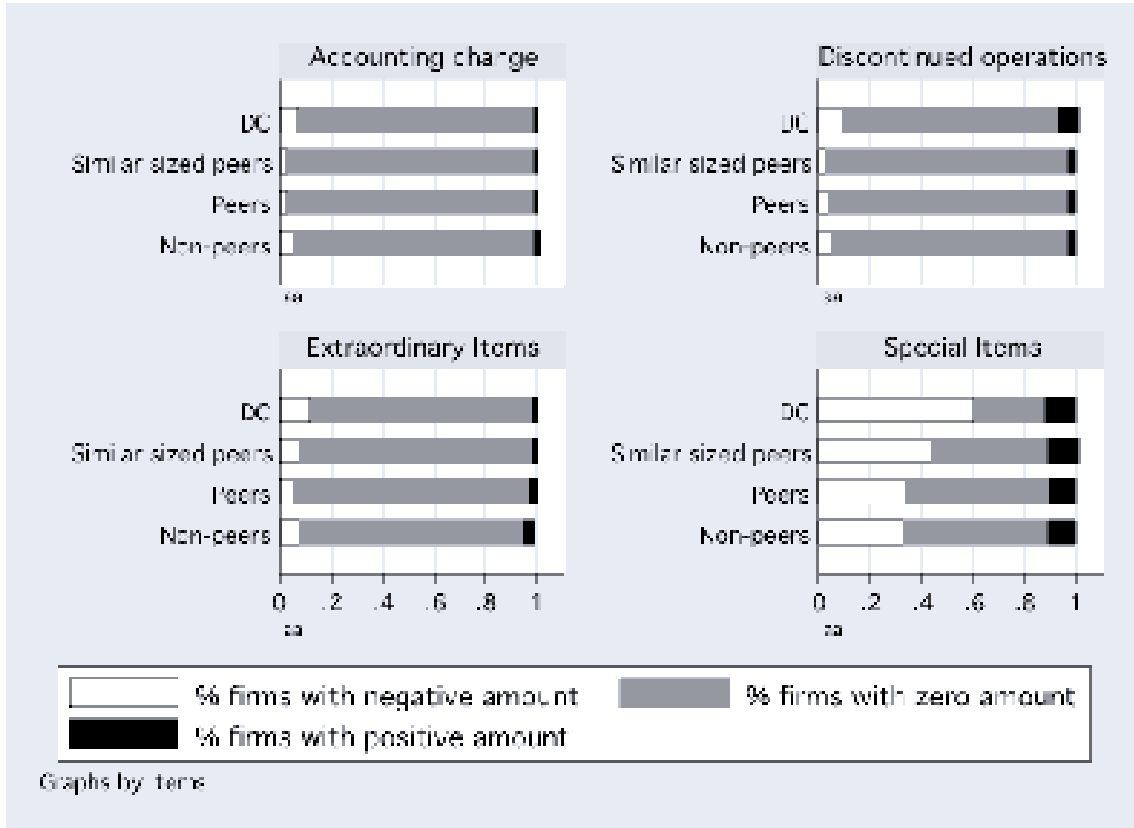 Accounting change
Discontinued operations
DC
Similar sized peers
Peers
Non-peers
DC
Similar sized peers
Peers
Non-peers
Extraordinary Items
Special Items
DC
Similar sized peers
Peers
Non-peers
DC
Similar sized peers
Peers
Non-peers
0 .2 .4 .6 .8 1
0 .2 .4 .6 .8 1
% firms with negative amount
% firms with zero amount
% firms with positive amount
Graphs by items